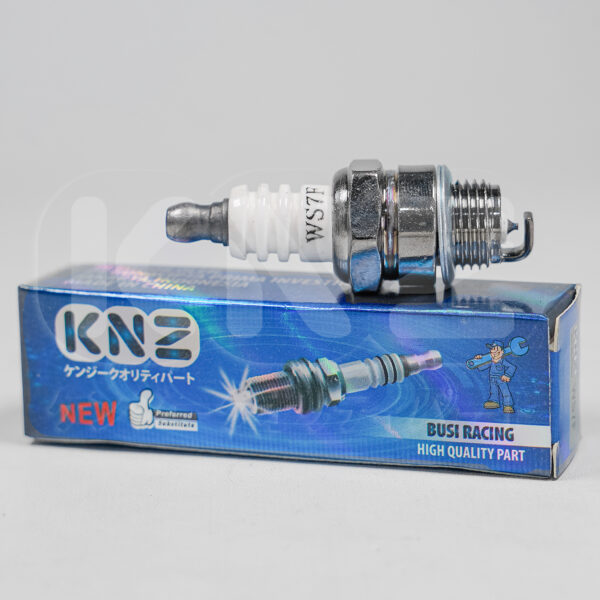 WS7F
CHINA
KNZ
ケンジークオリティパート
NEW
Preferred
Substitute
BUSI RACING
HIGH QUALITY PART